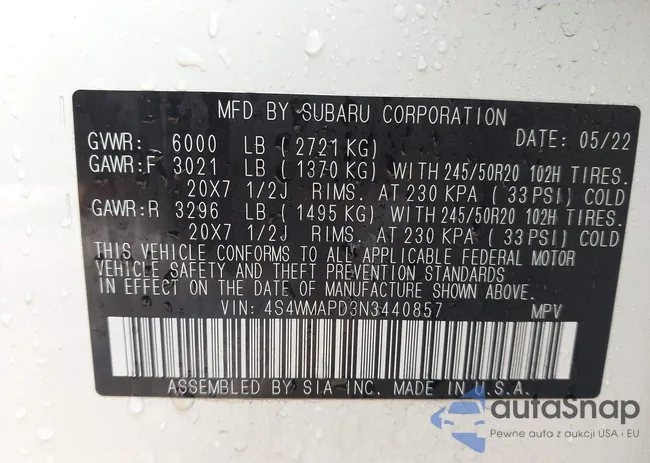 MFD BY SUBARU CORPORATION
GVWR: 6000 LB ( 2721 KG) DATE: 05/22
GAWR:F 3021 LB ( 1370 KG) WITH 245/50R20 102H TIRES.
20X7 1/2J RIMS. AT 230 KPA ( 33 PSI) COLD
GAWR:R 3296 LB ( 1495 KG) WITH 245/50R20 102H TIRES.
20X7 1/2J RIMS. AT 230 KPA ( 33 PSI) COLD
THIS VEHICLE CONFORMS TO ALL APPLICABLE FEDERAL MOTOR
VEHICLE SAFETY AND THEFT PREVENTION STANDARDS
IN EFFECT ON THE DATE OF MANUFACTURE SHOWN ABOVE.
VIN: 4S4WMAPD3N3440857 MPV
ASSEMBLED BY SIA INC. MADE IN U.S.A.
autoSnap
Pewne auta z aukcji USA i EU